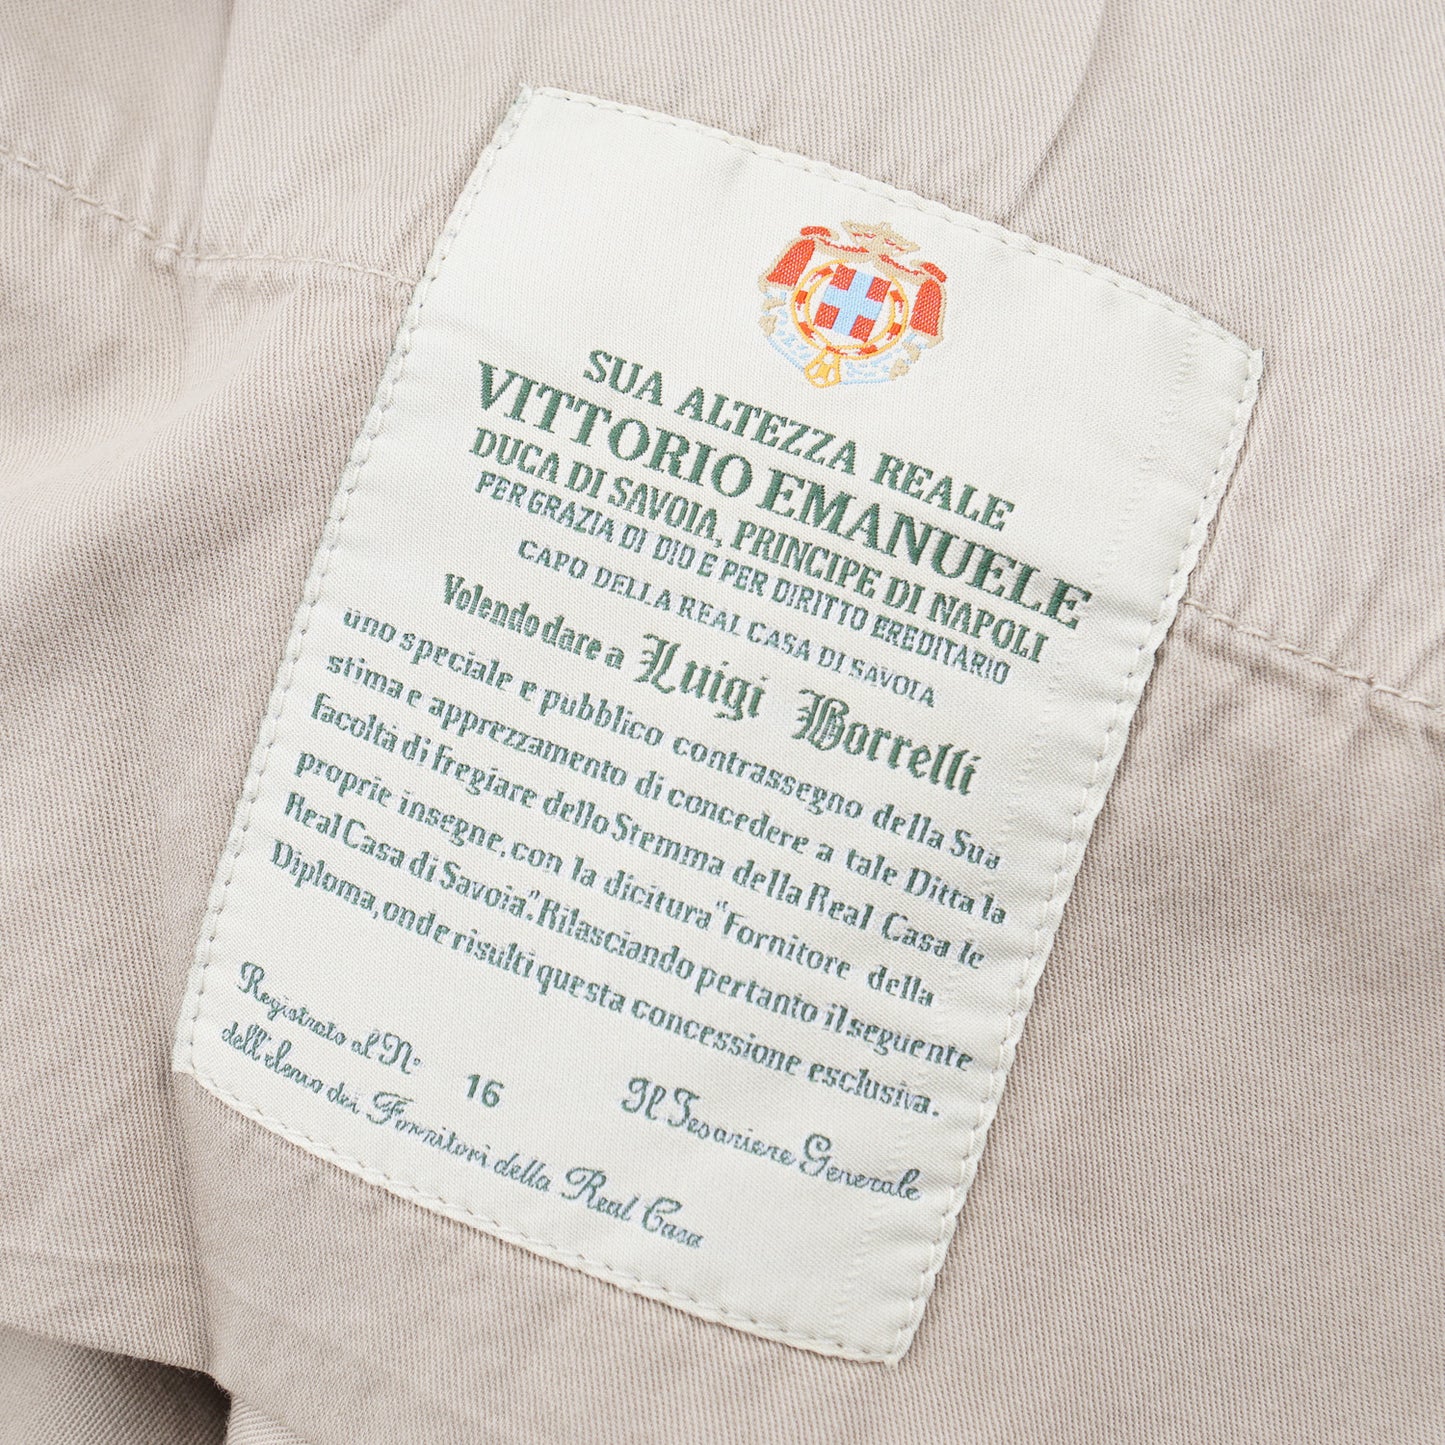 SUA ALTEZZA REALE
VITTORIO EMANUELE
DUCA DI SAVOIA, PRINCIPE DI NAPOLI
PER GRAZIA DI DIO E PER DIRITTO EREDITARIO
CAPO DELLA REAL CASA DI SAVOIA
Volendo dare a Luigi Borrelli
uno speciale e pubblico contrassegno della Sua
stima e apprezzamento di concedere a tale Ditta la
facoltà di fregiare dello Stemma della Real Casa le
proprie insegne, con la dicitura "Fornitore della
Real Casa di Savoia". Rilasciando pertanto il seguente
Diploma, onde risulti questa concessione esclusiva.
Registrato al N° 16 Il Tesoriere Generale
dell'elenco dei Fornitori della Real Casa